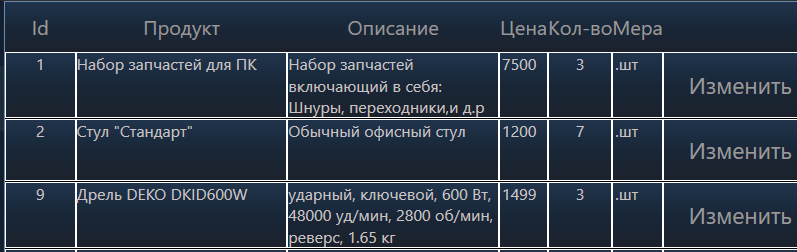 Id Продукт Описание Цена Кол-во Мера
1 Набор запчастей для ПК Набор запчастей включающий в себя: Шнуры, переходники,и д.р 7500 3 .шт Изменить
2 Стул "Стандарт" Обычный офисный стул 1200 7 .шт Изменить
9 Дрель DEKO DKID600W ударный, ключевой, 600 Вт, 48000 уд/мин, 2800 об/мин, реверс, 1.65 кг 1499 3 .шт Изменить